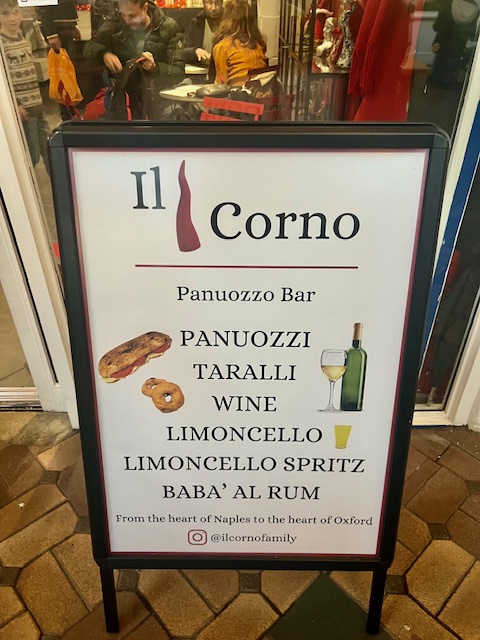 Il Corno
Panuozzo Bar
PANUOZZI
TARALLI
WINE
LIMONCELLO
LIMONCELLO SPRITZ
BABA' AL RUM
From the heart of Naples to the heart of Oxford
@ilcornofamily